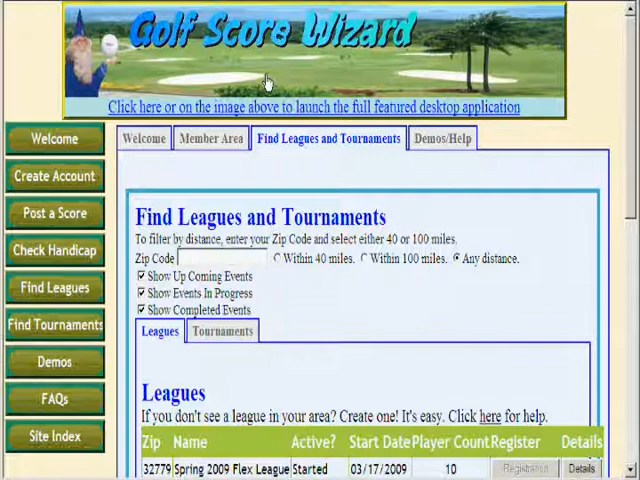 Golf Score Wizard
Click here or on the image above to launch the full featured desktop application
Welcome
Create Account
Post a Score
Check Handicap
Find Leagues
Find Tournaments
Demos
FAQs
Site Index
Welcome Member Area Find Leagues and Tournaments Demos/Help
Find Leagues and Tournaments
To filter by distance, enter your Zip Code and select either 40 or 100 miles.
Zip Code Within 40 miles. Within 100 miles. Any distance.
Show Up Coming Events
Show Events In Progress
Show Completed Events
Leagues Tournaments
Leagues
If you don't see a league in your area? Create one! It's easy. Click here for help.
Zip Name Active? Start Date Player Count Register Details
32779 Spring 2009 Flex League Started 03/17/2009 10 Registration Details